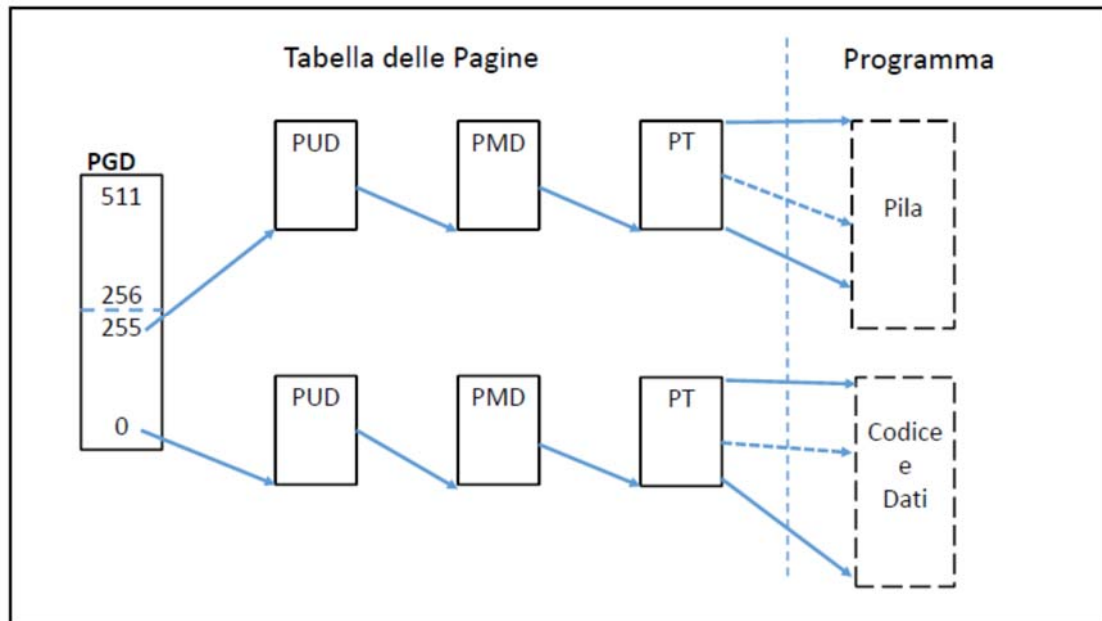 Tabella delle Pagine
Programma
PGD
511
256
255
0
PUD
PMD
PT
Pila
PUD
PMD
PT
Codice
e
Dati